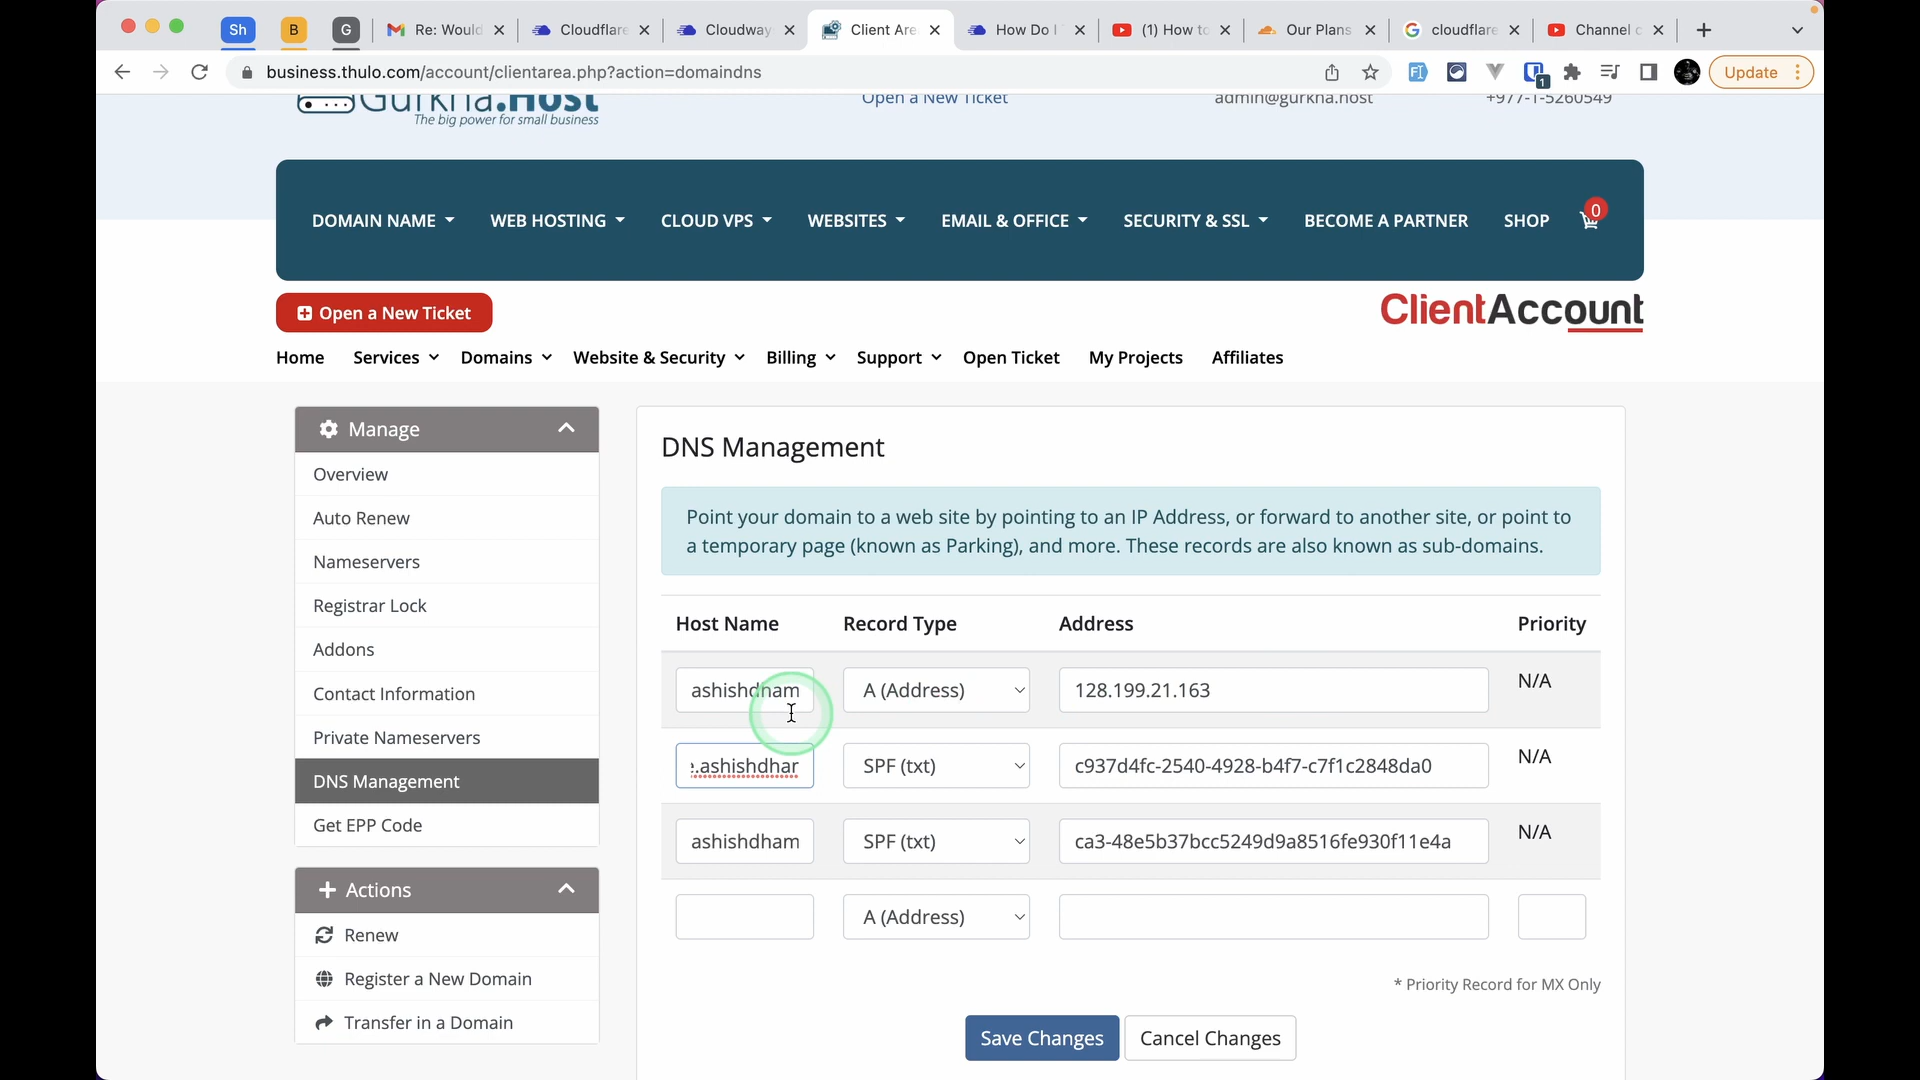 Sh
B
G
Re: Would
Cloudflare
Cloudway
Client Are
How Do I
(1) How to
Our Plans
cloudflare
Channel c
business.thulo.com/account/clientarea.php?action=domaindns
1
Update
Gurkha.Host
The big power for small business
Open a New Ticket
admin@gurkha.host
+977-1-5260549
DOMAIN NAME
WEB HOSTING
CLOUD VPS
WEBSITES
EMAIL & OFFICE
SECURITY & SSL
BECOME A PARTNER
SHOP
0
Open a New Ticket
ClientAccount
Home
Services
Domains
Website & Security
Billing
Support
Open Ticket
My Projects
Affiliates
Manage
Overview
Auto Renew
Nameservers
Registrar Lock
Addons
Contact Information
Private Nameservers
DNS Management
Get EPP Code
Actions
Renew
Register a New Domain
Transfer in a Domain
DNS Management
Point your domain to a web site by pointing to an IP Address, or forward to another site, or point to
a temporary page (known as Parking), and more. These records are also known as sub-domains.
Host Name Record Type Address Priority
ashishdham A (Address) 128.199.21.163 N/A
.ashishdhar SPF (txt) c937d4fc-2540-4928-b4f7-c7f1c2848da0 N/A
ashishdham SPF (txt) ca3-48e5b37bcc5249d9a8516fe930f11e4a N/A
A (Address)
* Priority Record for MX Only
Save Changes
Cancel Changes